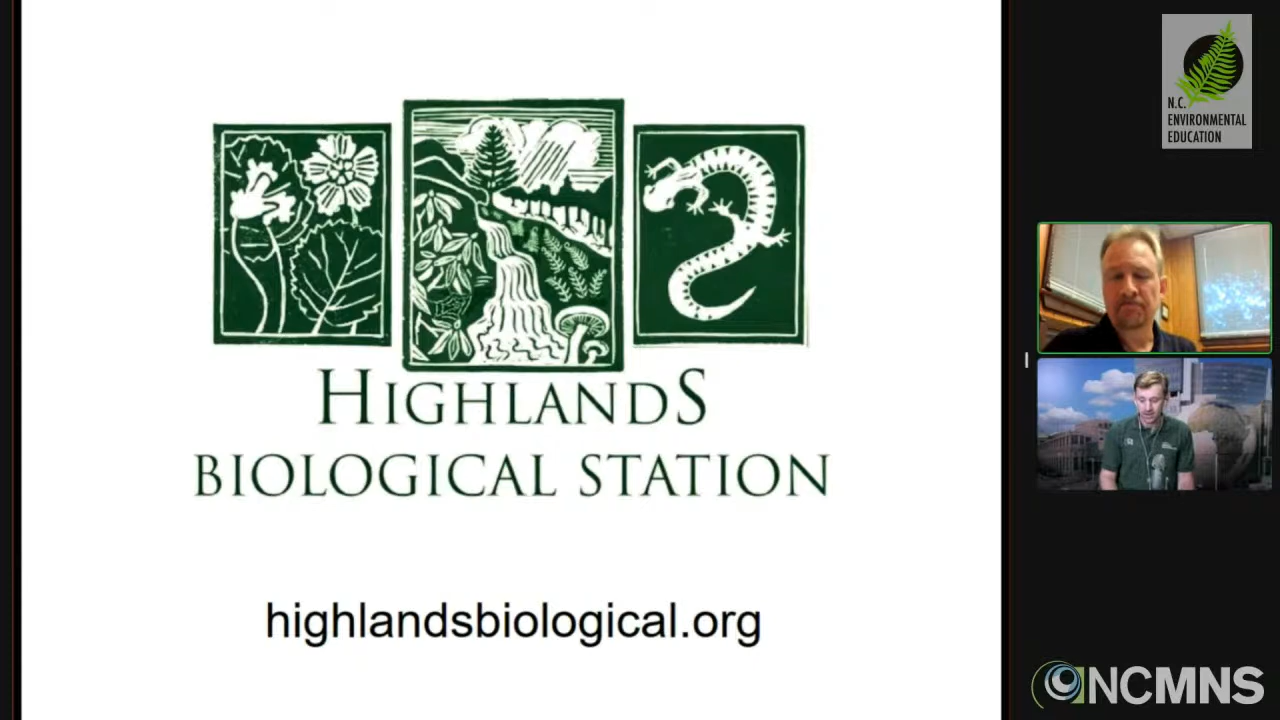 HIGHLANDS
BIOLOGICAL STATION
highlandsbiological.org
N.C.
ENVIRONMENTAL
EDUCATION
NCMNS